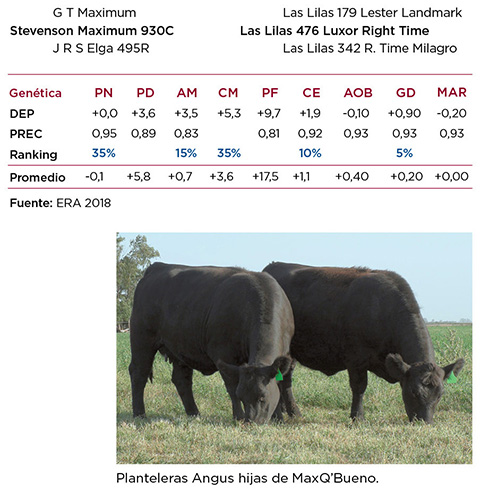 G T Maximum
Stevenson Maximum 930C
J R S Elga 495R
Las Lilas 179 Lester Landmark
Las Lilas 476 Luxor Right Time
Las Lilas 342 R. Time Milagro
Genética PN PD AM CM PF CE AOB GD MAR
DEP +0,0 +3,6 +3,5 +5,3 +9,7 +1,9 -0,10 +0,90 -0,20
PREC 0,95 0,89 0,83 0,81 0,92 0,93 0,93 0,93
Ranking 35% 15% 35% 10% 5%
Promedio -0,1 +5,8 +0,7 +3,6 +17,5 +1,1 +0,40 +0,20 +0,00
Fuente: ERA 2018
Planteleras Angus hijas de MaxQ'Bueno.